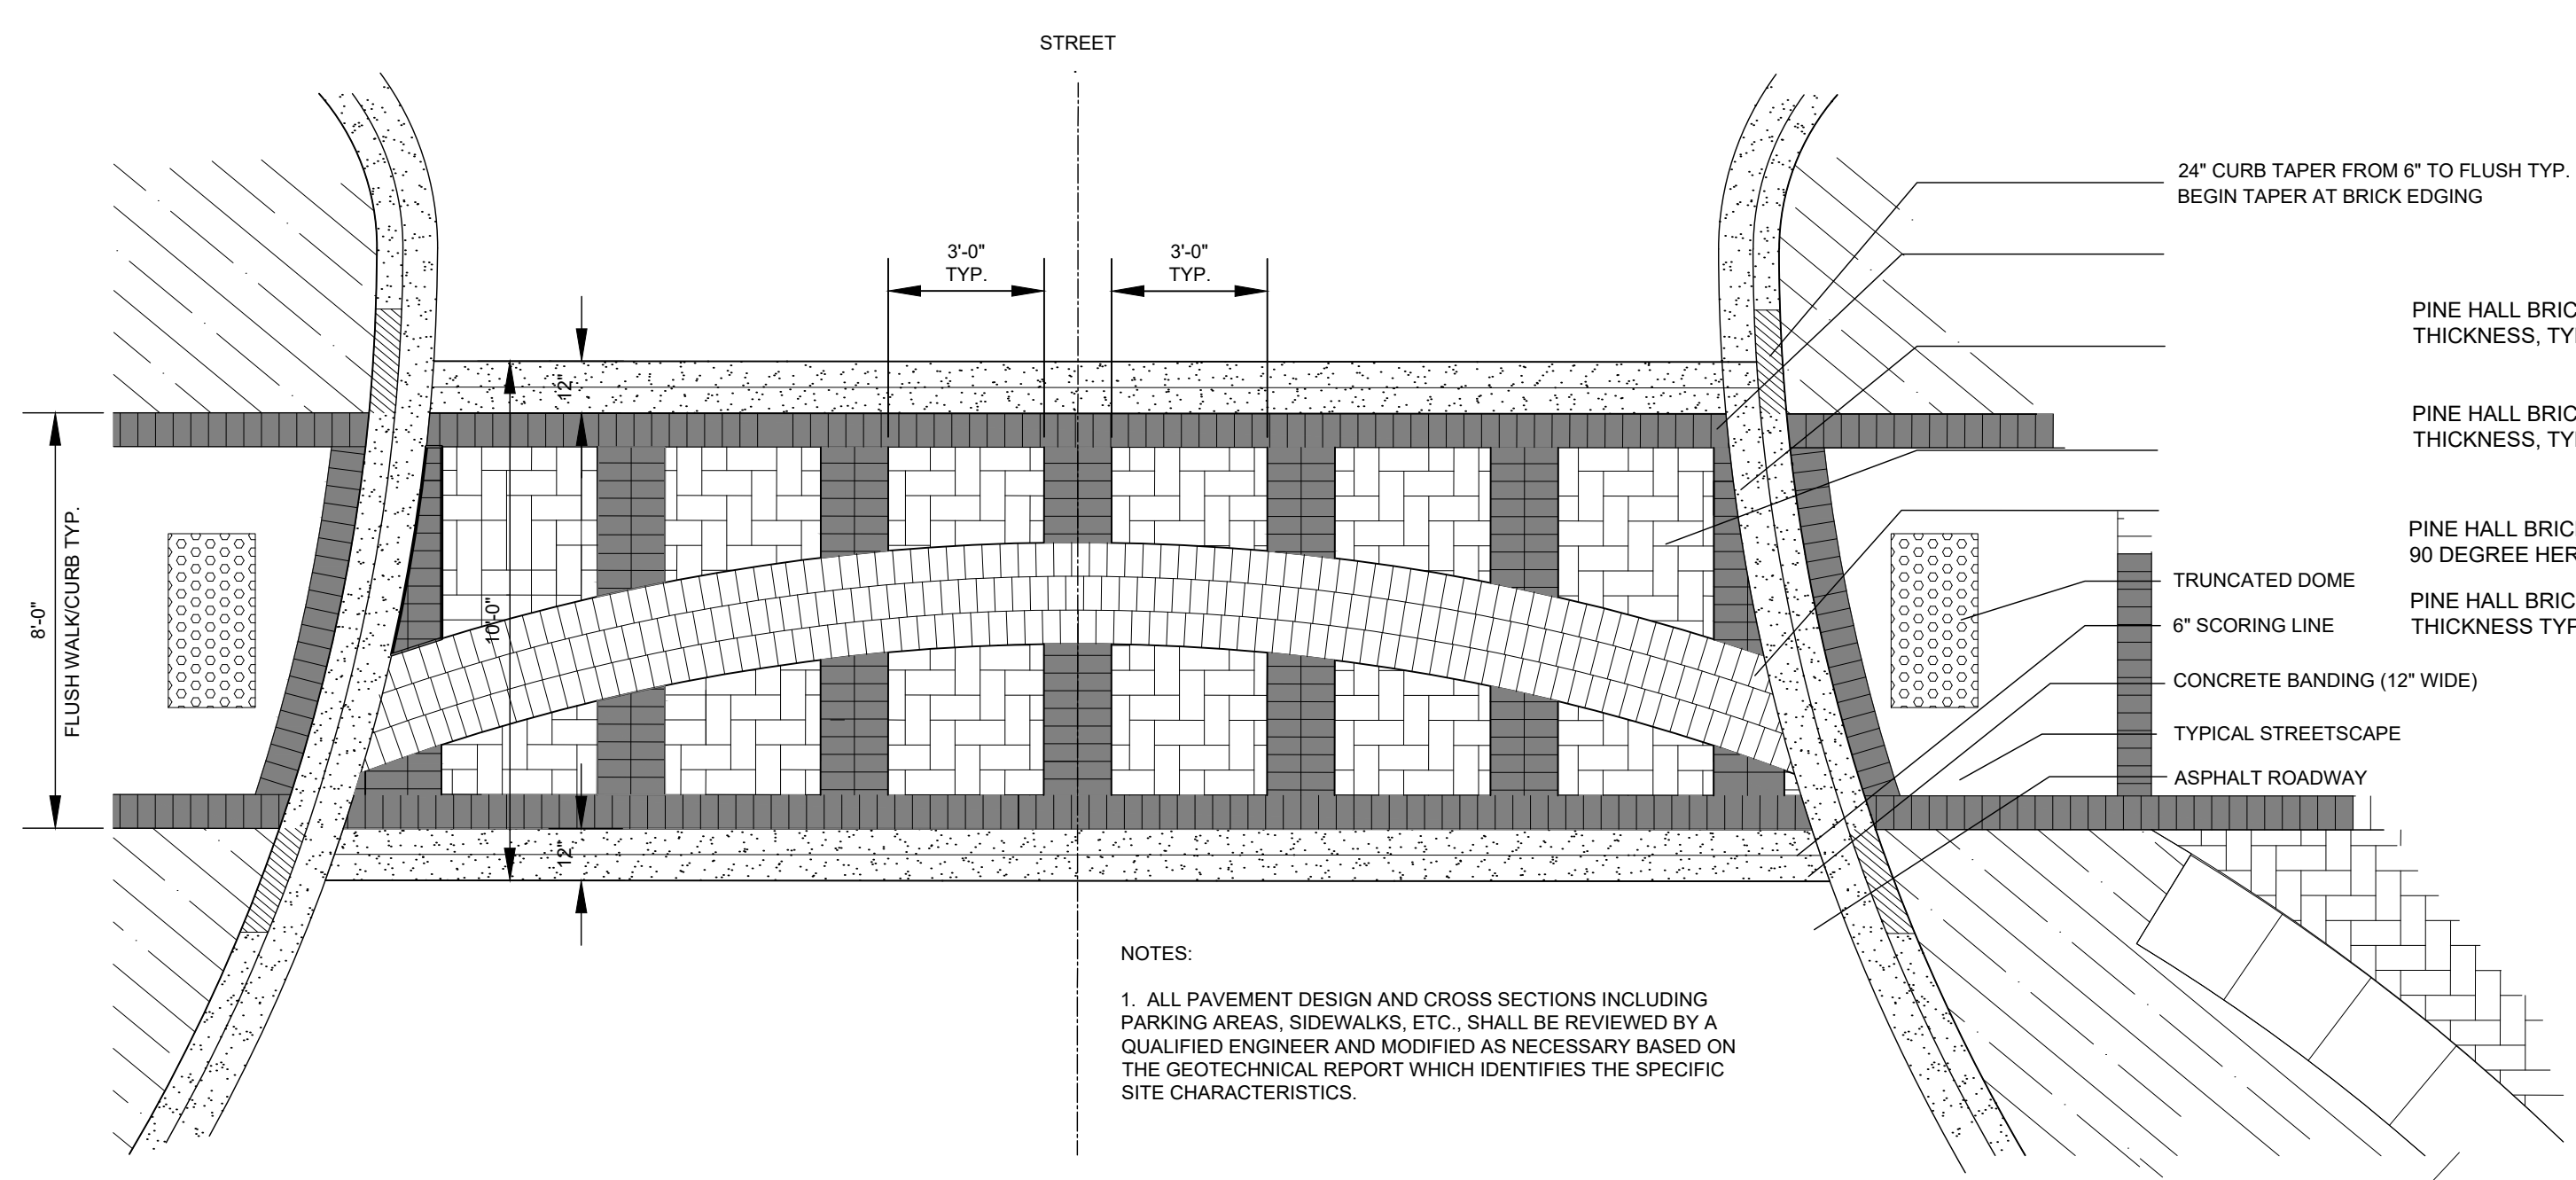 STREET
24" CURB TAPER FROM 6" TO FLUSH TYP.
BEGIN TAPER AT BRICK EDGING
3'-0"
TYP.
3'-0"
TYP.
PINE HALL BRIC
THICKNESS, TY
12"
PINE HALL BRIC
THICKNESS, TY
PINE HALL BRIC
90 DEGREE HER
8'-0"
FLUSH WALK/CURB TYP.
10'-0"
TRUNCATED DOME
PINE HALL BRIC
THICKNESS TYP
6" SCORING LINE
CONCRETE BANDING (12" WIDE)
TYPICAL STREETSCAPE
ASPHALT ROADWAY
12"
NOTES:
1. ALL PAVEMENT DESIGN AND CROSS SECTIONS INCLUDING
PARKING AREAS, SIDEWALKS, ETC., SHALL BE REVIEWED BY A
QUALIFIED ENGINEER AND MODIFIED AS NECESSARY BASED ON
THE GEOTECHNICAL REPORT WHICH IDENTIFIES THE SPECIFIC
SITE CHARACTERISTICS.